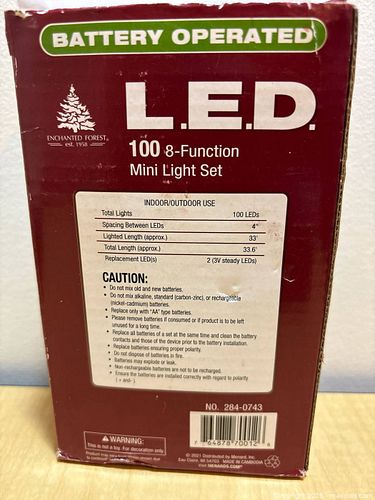 BATTERY OPERATED
L.E.D.
ENCHANTED FOREST®
est. 1958
100 8-Function
Mini Light Set
INDOOR/OUTDOOR USE
Total Lights 100 LEDs
Spacing Between LEDs 4"
Lighted Length (approx.) 33'
Total Length (approx.) 33.6'
Replacement LED(s) 2 (3V steady LEDs)
CAUTION:
• Do not mix old and new batteries.
• Do not mix alkaline, standard (carbon-zinc), or rechargeable
(nickel-cadmium) batteries.
• Replace only with "AA" type batteries.
• Please remove batteries if consumed or if product is to be left
unused for a long time.
• Replace all batteries of a set at the same time and clean the battery
contacts and those of the device prior to the battery installation.
• Replace batteries ensuring proper polarity.
• Do not dispose of batteries in fire.
• Batteries may explode or leak.
• Non-rechargeable batteries are not to be recharged.
• Ensure the batteries are installed correctly with regard to polarity
(+ and-).
NO. 284-0743
7 64878 70012 6
WARNING:
This is not a toy. For decoration only.
© 2021 Distributed by Menard, Inc.
Eau Claire, WI 54703 MADE IN CAMBODIA
Visit MENARDS.COM®